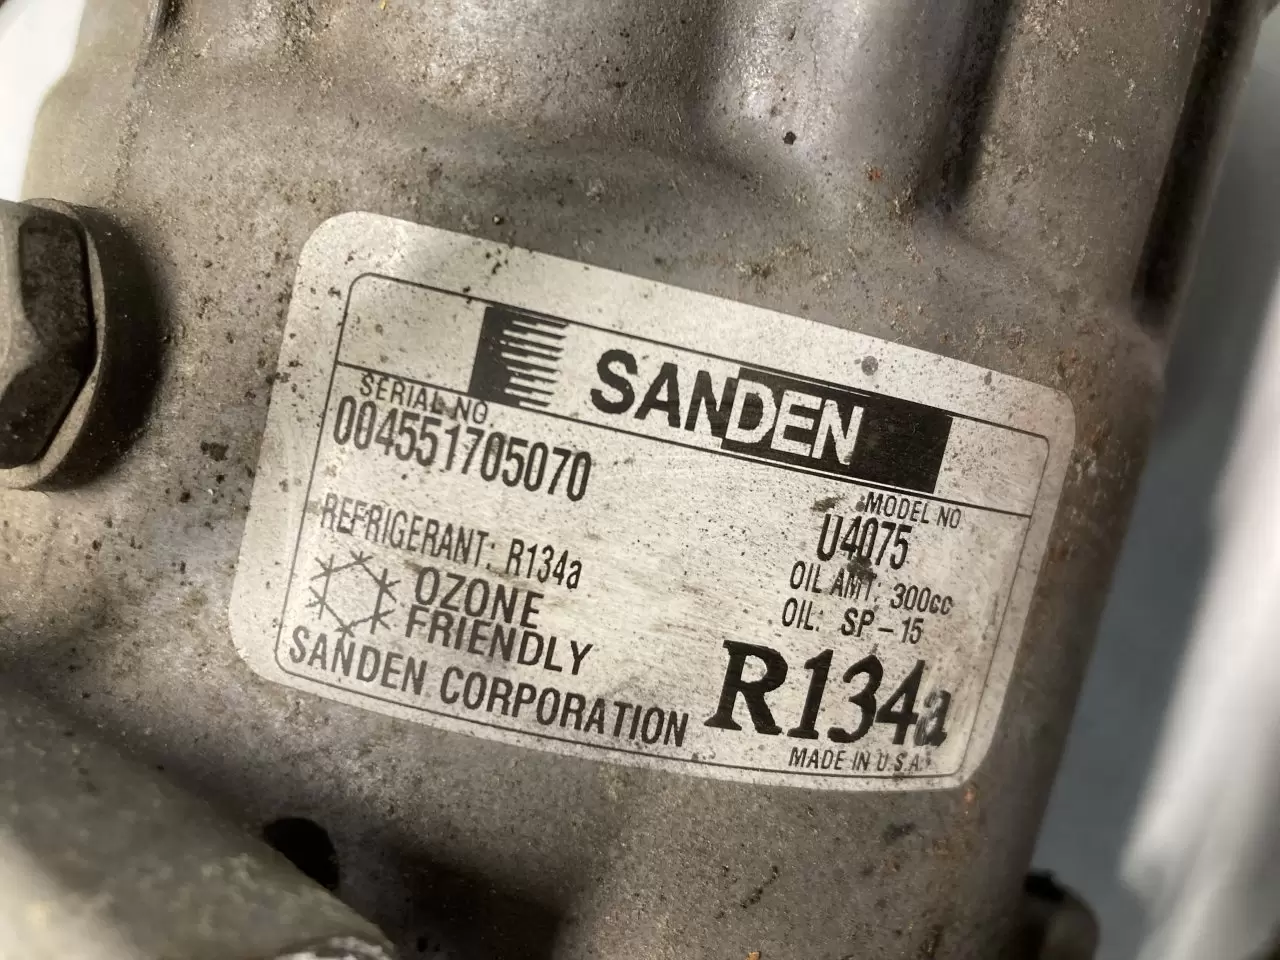 SANDEN
SERIAL NO.
004551705070
MODEL NO
U4075
REFRIGERANT: R134a
OIL AMT: 300cc
OIL: SP-15
OZONE
FRIENDLY
SANDEN CORPORATION
R134a
MADE IN U.S.A.